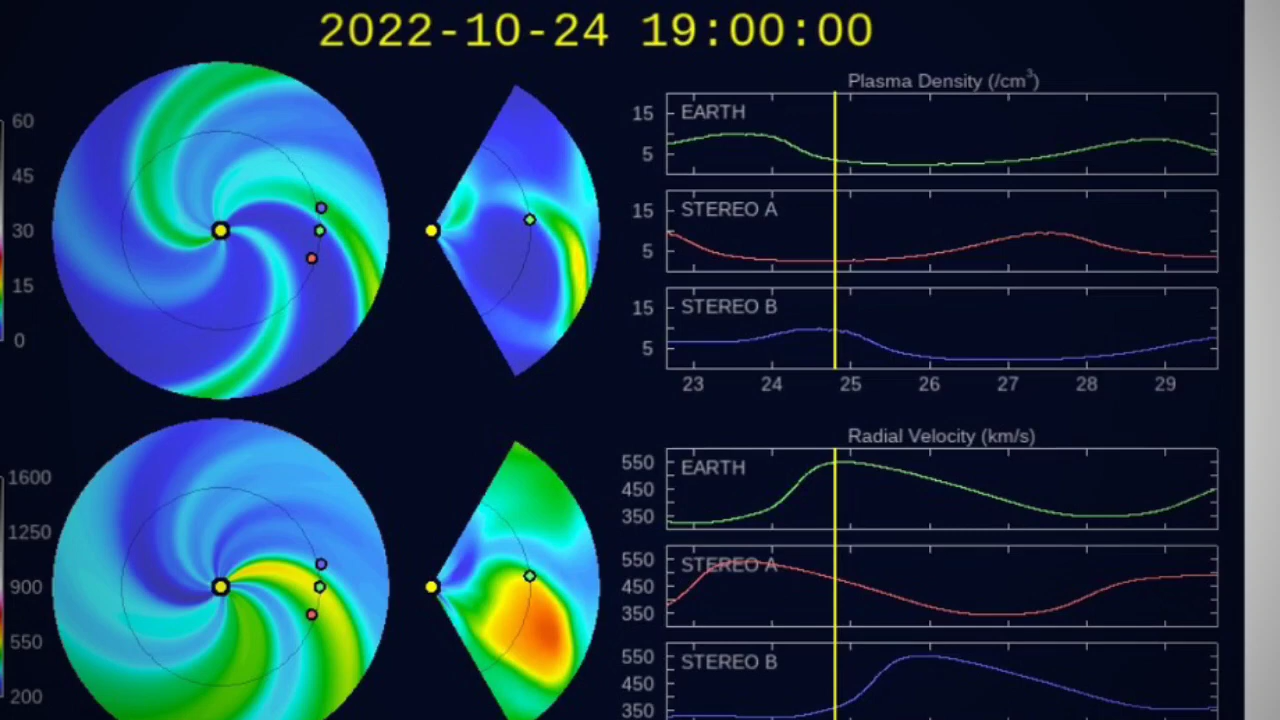 2022-10-24 19:00:00
Plasma Density (/cm³)
60
45
30
15
0
15
5
EARTH
15
5
STEREO A
15
5
STEREO B
23 24 25 26 27 28 29
Radial Velocity (km/s)
1600
1250
900
550
200
550
450
350
EARTH
550
450
350
STEREO A
550
450
350
STEREO B